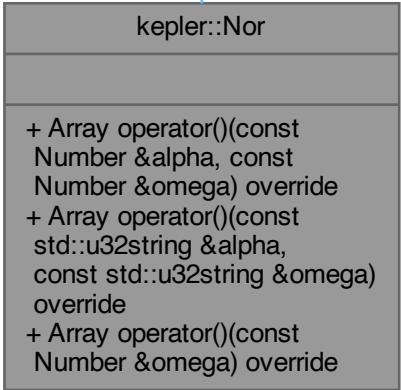 kepler::Nor
+ Array operator()(const
Number &alpha, const
Number &omega) override
+ Array operator()(const
std::u32string &alpha,
const std::u32string &omega)
override
+ Array operator()(const
Number &omega) override